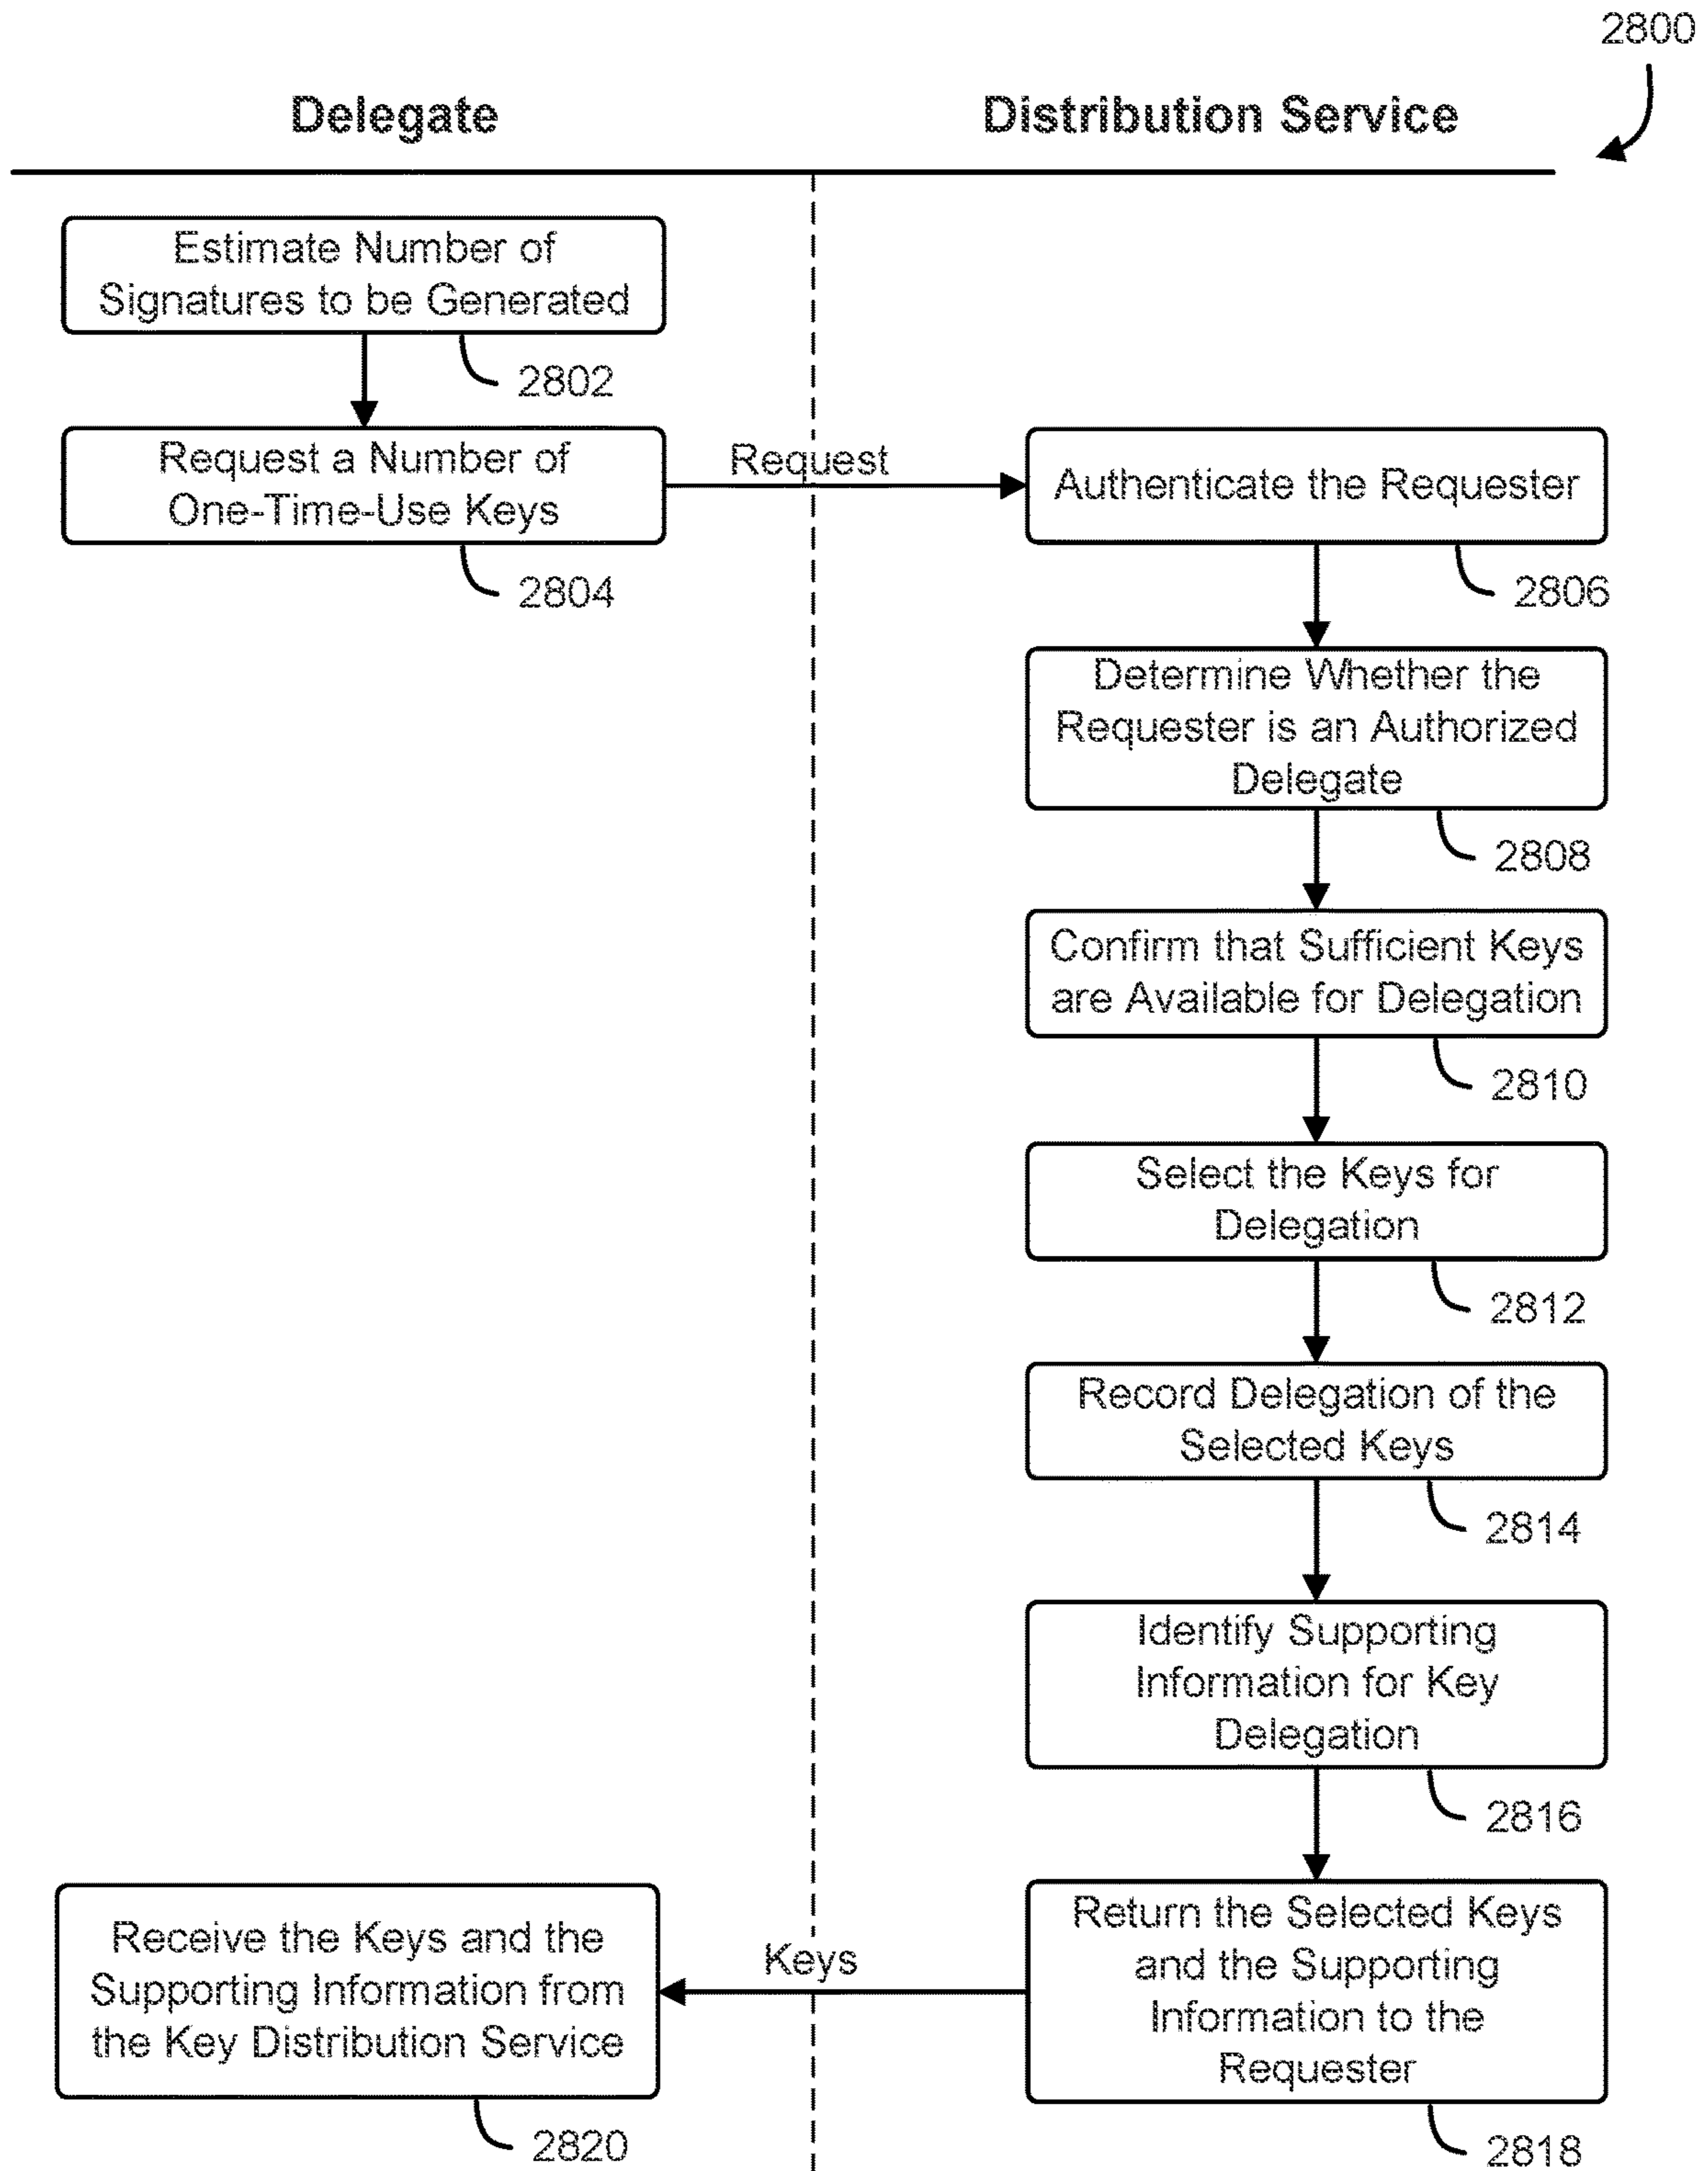 2800
Delegate
Distribution Service
Estimate Number of
Signatures to be Generated
2802
Request a Number of
One-Time-Use Keys
2804
Request
Authenticate the Requester
2806
Determine Whether the
Requester is an Authorized
Delegate
2808
Confirm that Sufficient Keys
are Available for Delegation
2810
Select the Keys for
Delegation
2812
Record Delegation of the
Selected Keys
2814
Identify Supporting
Information for Key
Delegation
2816
Return the Selected Keys
and the Supporting
Information to the
Requester
2818
Keys
Receive the Keys and the
Supporting Information from
the Key Distribution Service
2820